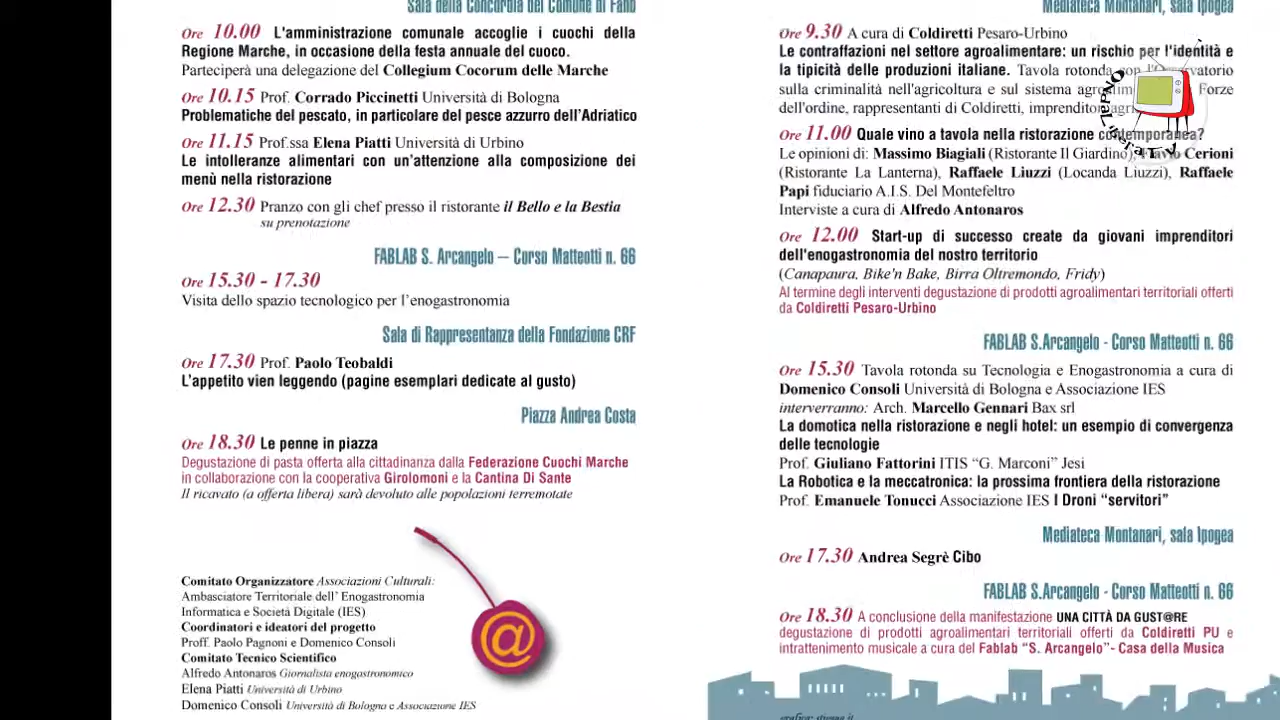 Sala della Concordia del Comune di Fano
Ore 10.00 L'amministrazione comunale accoglie i cuochi della
Regione Marche, in occasione della festa annuale del cuoco.
Parteciperà una delegazione del Collegium Cocorum delle Marche
Ore 10.15 Prof. Corrado Piccinetti Università di Bologna
Problematiche del pescato, in particolare del pesce azzurro dell'Adriatico
Ore 11.15 Prof.ssa Elena Piatti Università di Urbino
Le intolleranze alimentari con un'attenzione alla composizione dei
menù nella ristorazione
Ore 12.30 Pranzo con gli chef presso il ristorante il Bello e la Bestia
su prenotazione
FABLAB S. Arcangelo – Corso Matteotti n. 66
Ore 15.30 - 17.30
Visita dello spazio tecnologico per l'enogastronomia
Sala di Rappresentanza della Fondazione CRF
Ore 17.30 Prof. Paolo Teobaldi
L'appetito vien leggendo (pagine esemplari dedicate al gusto)
Piazza Andrea Costa
Ore 18.30 Le penne in piazza
Degustazione di pasta offerta alla cittadinanza dalla Federazione Cuochi Marche
in collaborazione con la cooperativa Girolomoni e la Cantina Di Sante
Il ricavato (a offerta libera) sarà devoluto alle popolazioni terremotate
@
Comitato Organizzatore Associazioni Culturali:
Ambasciatore Territoriale dell' Enogastronomia
Informatica e Società Digitale (IES)
Coordinatori e ideatori del progetto
Proff. Paolo Pagnoni e Domenico Consoli
Comitato Tecnico Scientifico
Alfredo Antonaros Giornalista enogastronomico
Elena Piatti Università di Urbino
Domenico Consoli Università di Bologna e Associazione IES
Mediateca Montanari, sala Ipogea
Ore 9.30 A cura di Coldiretti Pesaro-Urbino
Le contraffazioni nel settore agroalimentare: un rischio per l'identità e
la tipicità delle produzioni italiane. Tavola rotonda con l'Osservatorio
sulla criminalità nell'agricoltura e sul sistema Forze
dell'ordine, rappresentanti di Coldiretti, imprenditori
Ore 11.00 Quale vino a tavola nella ristorazione contemporanea?
Le opinioni di: Massimo Biagiali (Ristorante Il Giardino), Cerioni
(Ristorante La Lanterna), Raffaele Liuzzi (Locanda Liuzzi), Raffaele
Papi fiduciario A.I.S. Del Montefeltro
Interviste a cura di Alfredo Antonaros
Ore 12.00 Start-up di successo create da giovani imprenditori
dell'enogastronomia del nostro territorio
(Canapaura, Bike'n Bake, Birra Oltremondo, Fridy)
Al termine degli interventi degustazione di prodotti agroalimentari territoriali offerti
da Coldiretti Pesaro-Urbino
FABLAB S.Arcangelo - Corso Matteotti n. 66
Ore 15.30 Tavola rotonda su Tecnologia e Enogastronomia a cura di
Domenico Consoli Università di Bologna e Associazione IES
interverranno: Arch. Marcello Gennari Bax srl
La domotica nella ristorazione e negli hotel: un esempio di convergenza
delle tecnologie
Prof. Giuliano Fattorini ITIS "G. Marconi" Jesi
La Robotica e la meccatronica: la prossima frontiera della ristorazione
Prof. Emanuele Tonucci Associazione IES I Droni "servitori"
Mediateca Montanari, sala Ipogea
Ore 17.30 Andrea Segrè Cibo
FABLAB S.Arcangelo - Corso Matteotti n. 66
Ore 18.30 A conclusione della manifestazione UNA CITTÀ DA GUST@RE
degustazione di prodotti agroalimentari territoriali offerti da Coldiretti PU e
intrattenimento musicale a cura del Fablab "S. Arcangelo"- Casa della Musica